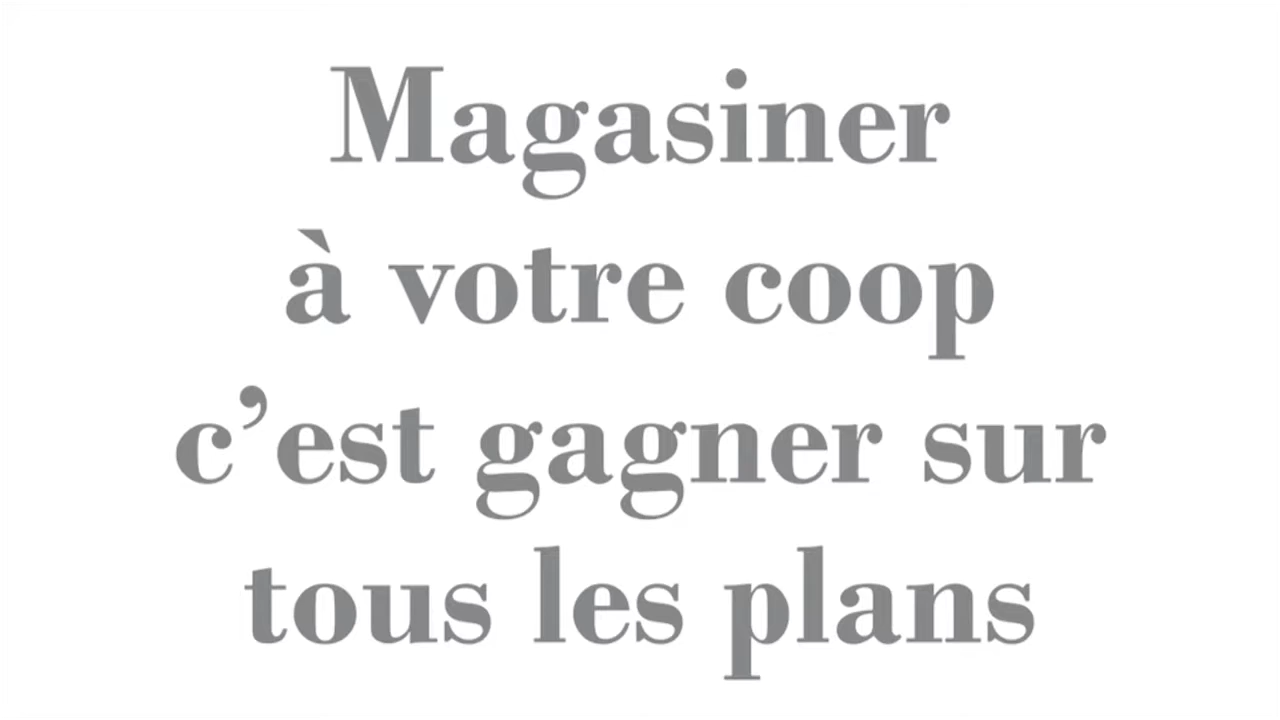 Magasiner
à votre coop
c’est gagner sur
tous les plans